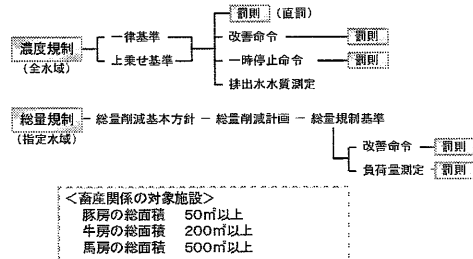 罰則 (直罰)
一律基準 改善命令 罰則
濃度規制
(全水域)
上乗せ基準 一時停止命令 罰則
排出水水質測定
総量規制 − 総量削減基本方針 − 総量削減計画 − 総量規制基準
(指定水域)
改善命令 罰則
負荷量測定 罰則
<畜産関係の対象施設>
豚房の総面積 50㎡以上
牛房の総面積 200㎡以上
馬房の総面積 500㎡以上